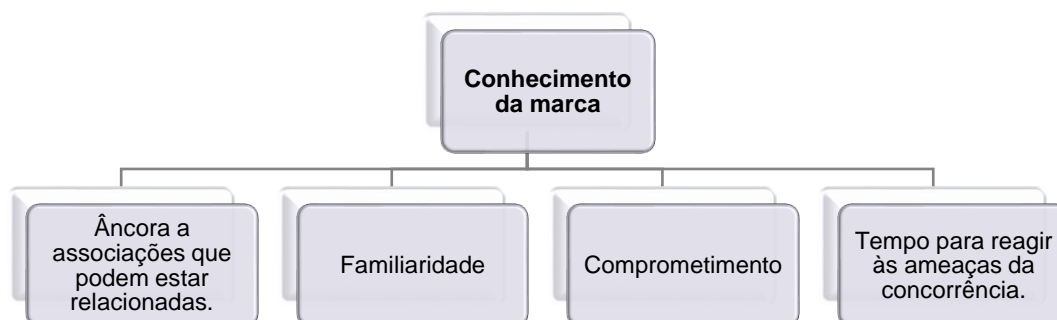 Conhecimento
da marca
Âncora a
associações que
podem estar
relacionadas.
Familiaridade
Comprometimento
Tempo para reagir
às ameaças da
concorrência.